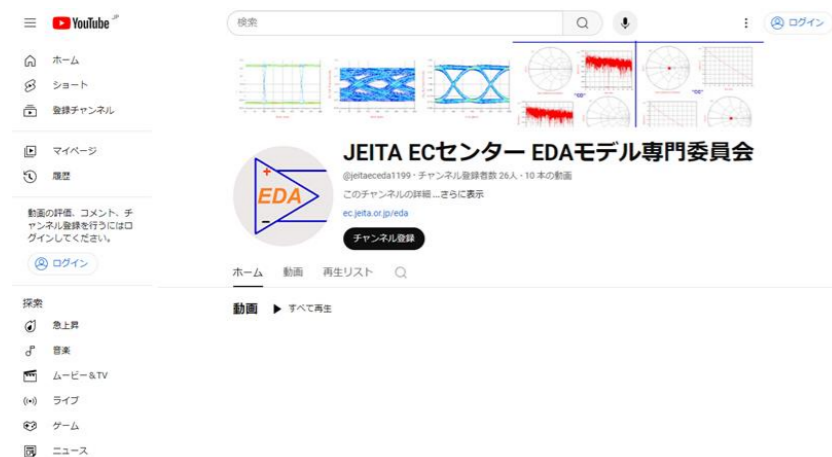 YouTube JP
検索
ログイン
ホーム
ショート
登録チャンネル
マイページ
履歴
動画の評価、コメント、チ
ャンネル登録を行うにはロ
グインしてください。
ログイン
探索
急上昇
音楽
ムービー&TV
ライブ
ゲーム
ニュース
EDA
JEITA ECセンター EDAモデル専門委員会
@jeitaeceda1199・チャンネル登録者数 26人・10 本の動画
このチャンネルの詳細 ...さらに表示
ec.jeita.or.jp/eda
チャンネル登録
ホーム 動画 再生リスト
動画 ▶ すべて再生